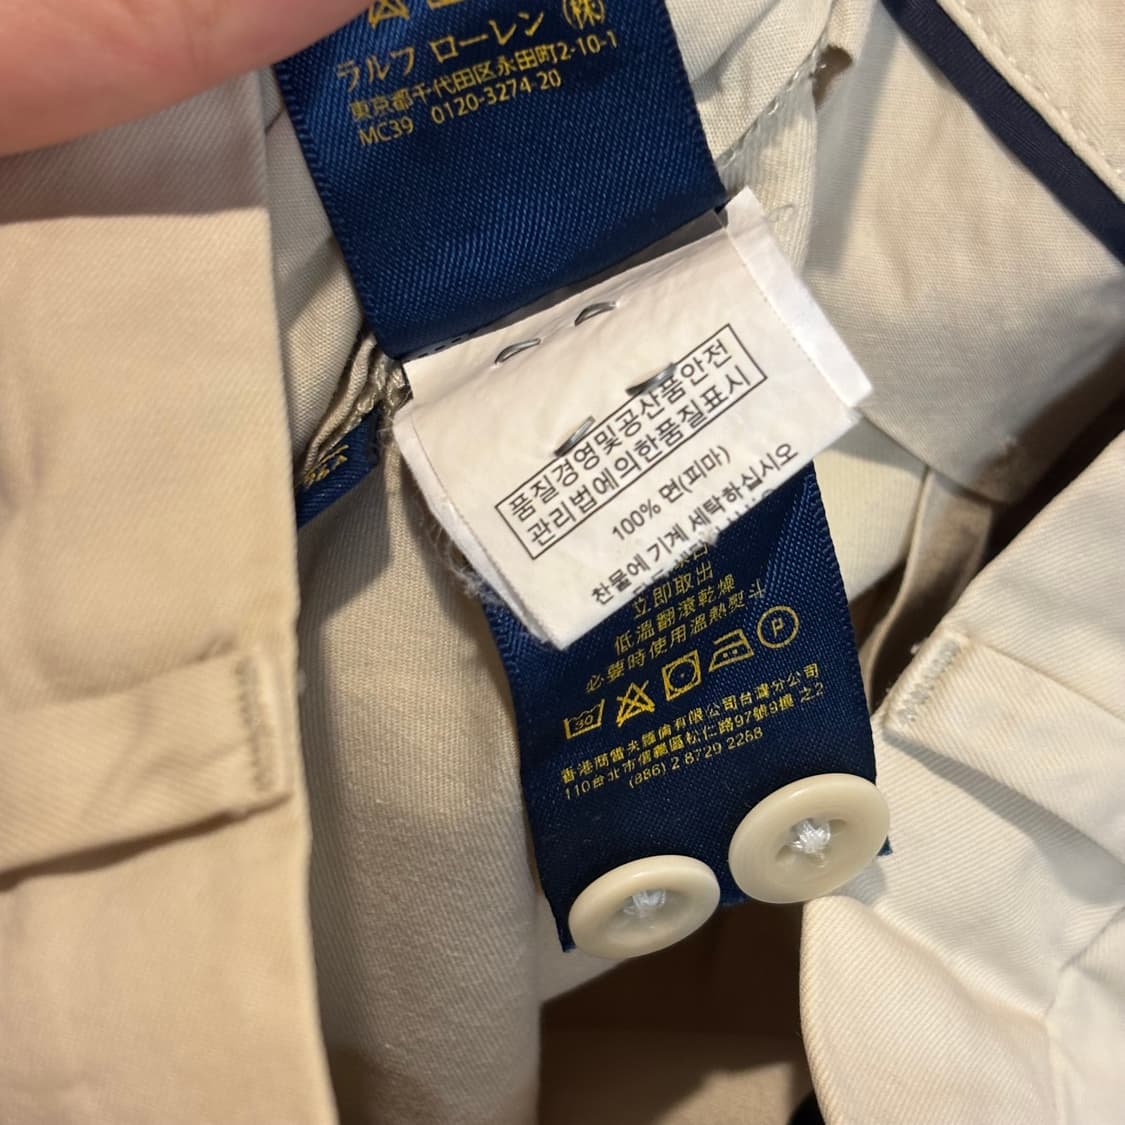 ラルフ ローレン (株)
東京都千代田区永田町2-10-1
MC39 0120-3274-20
품질경영및공산품안전
관리법에의한품질표시
100% 면(피마)
찬물에 기계 세탁하십시오
立即取出
低溫翻滾乾燥
必要時使用溫熱熨斗
30 P
香港商雷夫羅倫有限公司台灣分公司
110台北市信義區松仁路97號9樓 之2
(886) 2 8729 2268